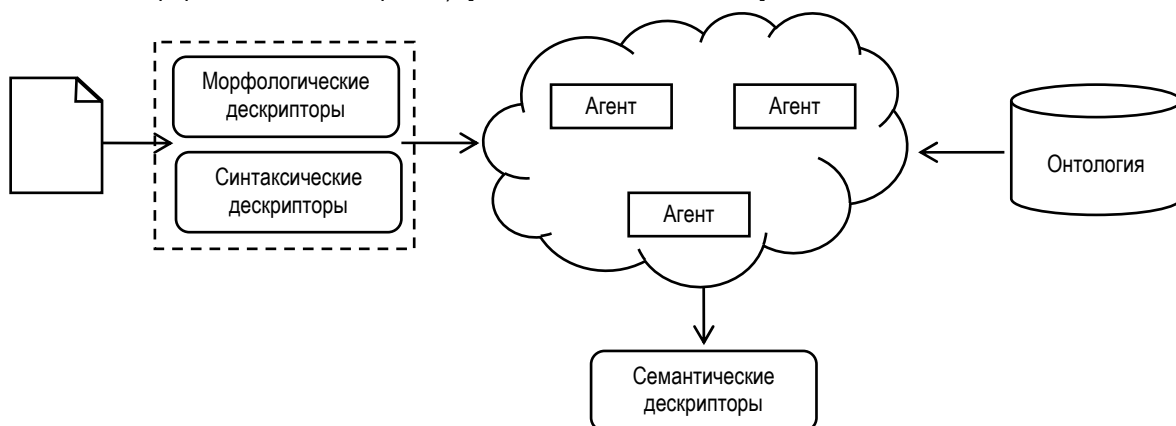 Морфологические
дескрипторы
Синтаксические
дескрипторы
Агент
Агент
Агент
Онтология
Семантические
дескрипторы